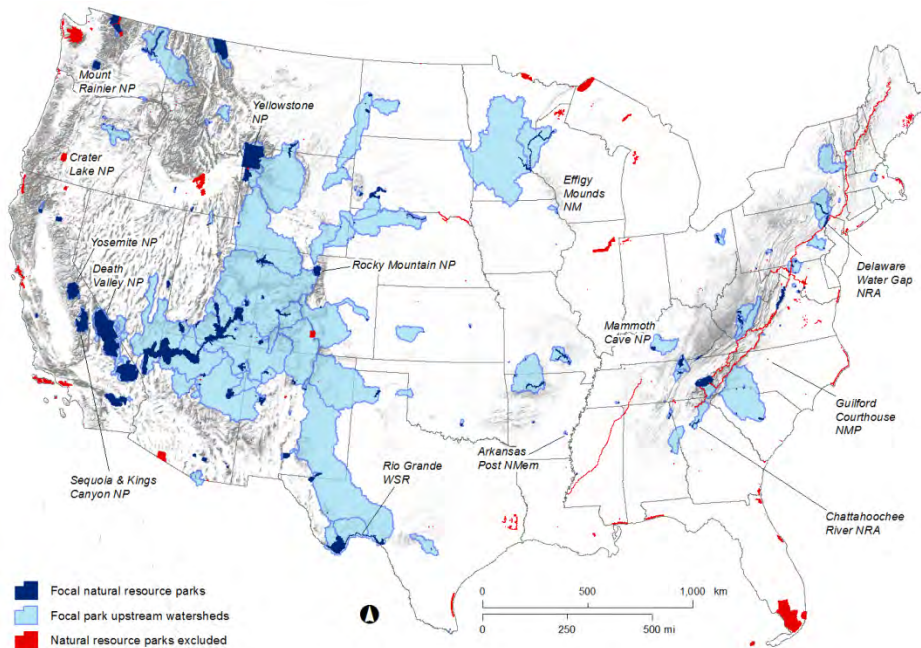 Mount
Rainier NP
Yellowstone
NP
Crater
Lake NP
Effigy
Mounds
NM
Yosemite NP
Death
Valley NP
Rocky Mountain NP
Delaware
Water Gap
NRA
Mammoth
Cave NP
Guilford
Courthouse
NMP
Arkansas
Post NMem
Rio Grande
WSR
Sequoia & Kings
Canyon NP
Chattahoochee
River NRA
Focal natural resource parks
Focal park upstream watersheds
Natural resource parks excluded
0 500 1,000 km
0 250 500 mi